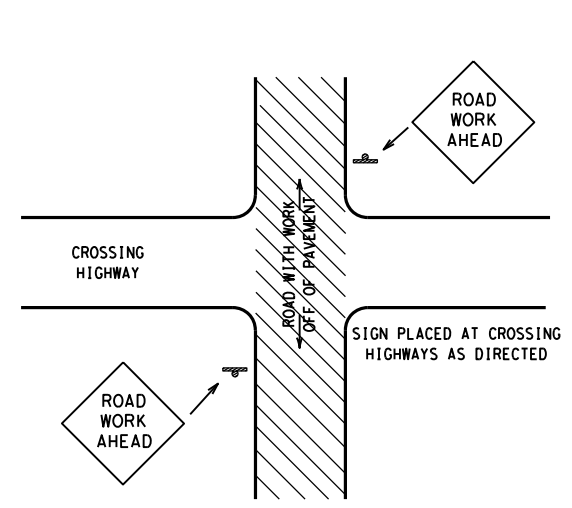 ROAD
WORK
AHEAD
ROAD WITH WORK
OFF OF PAVEMENT
CROSSING
HIGHWAY
SIGN PLACED AT CROSSING
HIGHWAYS AS DIRECTED
ROAD
WORK
AHEAD